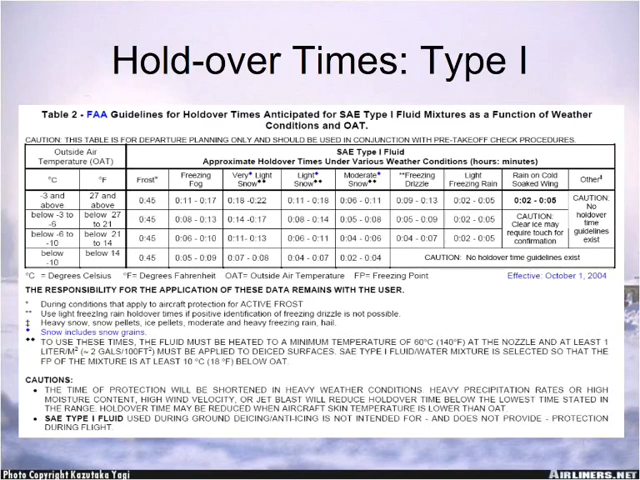 Hold-over Times: Type I
Table 2 - FAA Guidelines for Holdover Times Anticipated for SAE Type I Fluid Mixtures as a Function of Weather
Conditions and OAT.
CAUTION: THIS TABLE IS FOR DEPARTURE PLANNING ONLY AND SHOULD BE USED IN CONJUNCTION WITH PRE-TAKEOFF CHECK PROCEDURES.
Outside Air Temperature (OAT)
SAE Type I Fluid
Approximate Holdover Times Under Various Weather Conditions (hours: minutes)
°C °F Frost* Freezing Fog Very♦ Light Snow♦♦ Light♦ Snow♦♦ Moderate♦ Snow♦♦ **Freezing Drizzle Light Freezing Rain Rain on Cold Soaked Wing Other‡
-3 and above 27 and above 0:45 0:11 - 0:17 0:18 -0:22 0:11 - 0:18 0:06 - 0:11 0:09 - 0:13 0:02 - 0:05 0:02 - 0:05 CAUTION: No holdover time guidelines exist
below -3 to -6 below 27 to 21 0:45 0:08 - 0:13 0:14 -0:17 0:08 - 0:14 0:05 - 0:08 0:05 - 0:09 0:02 - 0:05 CAUTION: Clear ice may require touch for confirmation
below -6 to -10 below 21 to 14 0:45 0:06 - 0:10 0:11- 0:13 0:06 - 0:11 0:04 - 0:06 0:04 - 0:07 0:02 - 0:05
below -10 below 14 0:45 0:05 - 0:09 0:07 - 0:08 0:04 - 0:07 0:02 - 0:04 CAUTION: No holdover time guidelines exist
°C = Degrees Celsius °F= Degrees Fahrenheit OAT= Outside Air Temperature FP= Freezing Point Effective: October 1, 2004
THE RESPONSIBILITY FOR THE APPLICATION OF THESE DATA REMAINS WITH THE USER.
* During conditions that apply to aircraft protection for ACTIVE FROST
** Use light freezing rain holdover times if positive identification of freezing drizzle is not possible.
‡ Heavy snow, snow pellets, ice pellets, moderate and heavy freezing rain, hail.
♦ Snow includes snow grains.
♦♦ TO USE THESE TIMES, THE FLUID MUST BE HEATED TO A MINIMUM TEMPERATURE OF 60°C (140°F) AT THE NOZZLE AND AT LEAST 1
LITER/M² (~ 2 GALS/100FT²) MUST BE APPLIED TO DEICED SURFACES. SAE TYPE I FLUID/WATER MIXTURE IS SELECTED SO THAT THE
FP OF THE MIXTURE IS AT LEAST 10 °C (18 °F) BELOW OAT.
CAUTIONS:
• THE TIME OF PROTECTION WILL BE SHORTENED IN HEAVY WEATHER CONDITIONS. HEAVY PRECIPITATION RATES OR HIGH
MOISTURE CONTENT, HIGH WIND VELOCITY, OR JET BLAST WILL REDUCE HOLDOVER TIME BELOW THE LOWEST TIME STATED IN
THE RANGE. HOLDOVER TIME MAY BE REDUCED WHEN AIRCRAFT SKIN TEMPERATURE IS LOWER THAN OAT.
• SAE TYPE I FLUID USED DURING GROUND DEICING/ANTI-ICING IS NOT INTENDED FOR - AND DOES NOT PROVIDE - PROTECTION
DURING FLIGHT.
Photo Copyright Kazutaka Yagi
AIRLINERS.NET